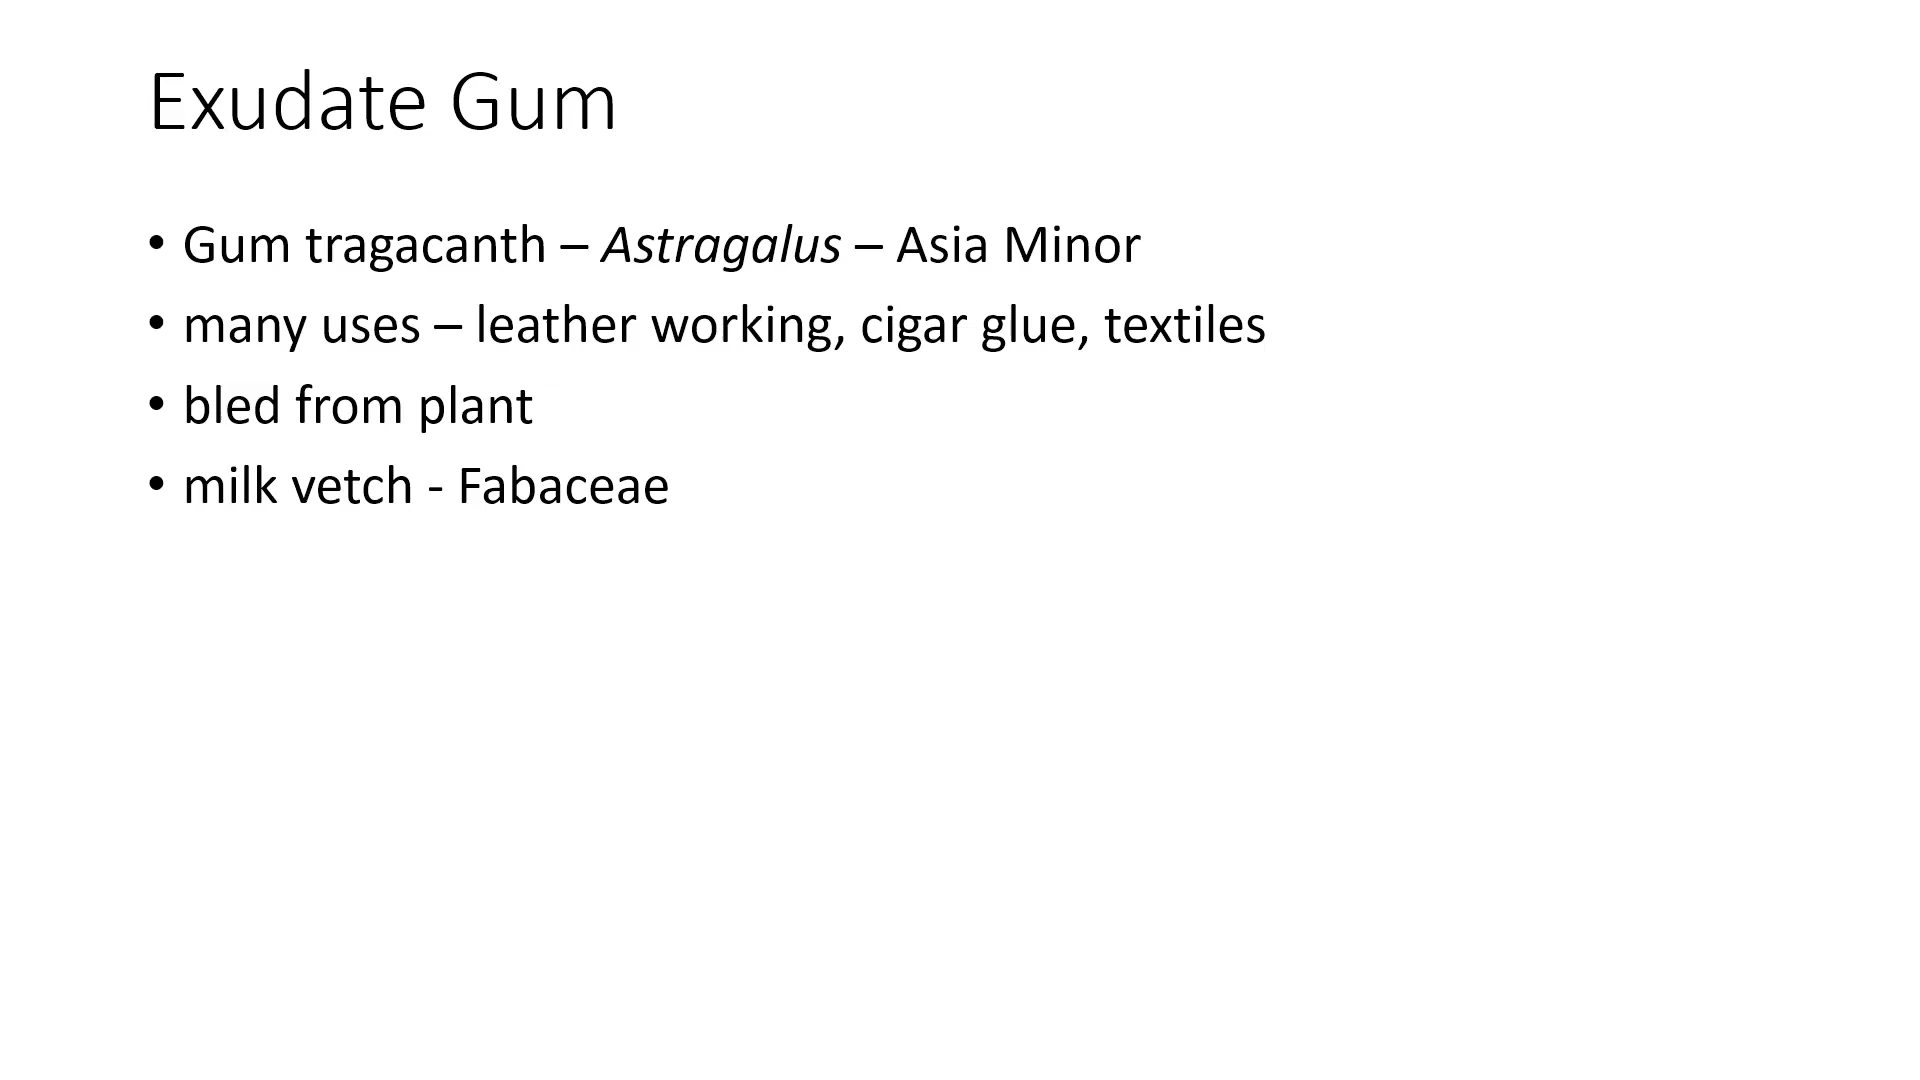 Exudate Gum
• Gum tragacanth – Astragalus – Asia Minor
• many uses – leather working, cigar glue, textiles
• bled from plant
• milk vetch - Fabaceae